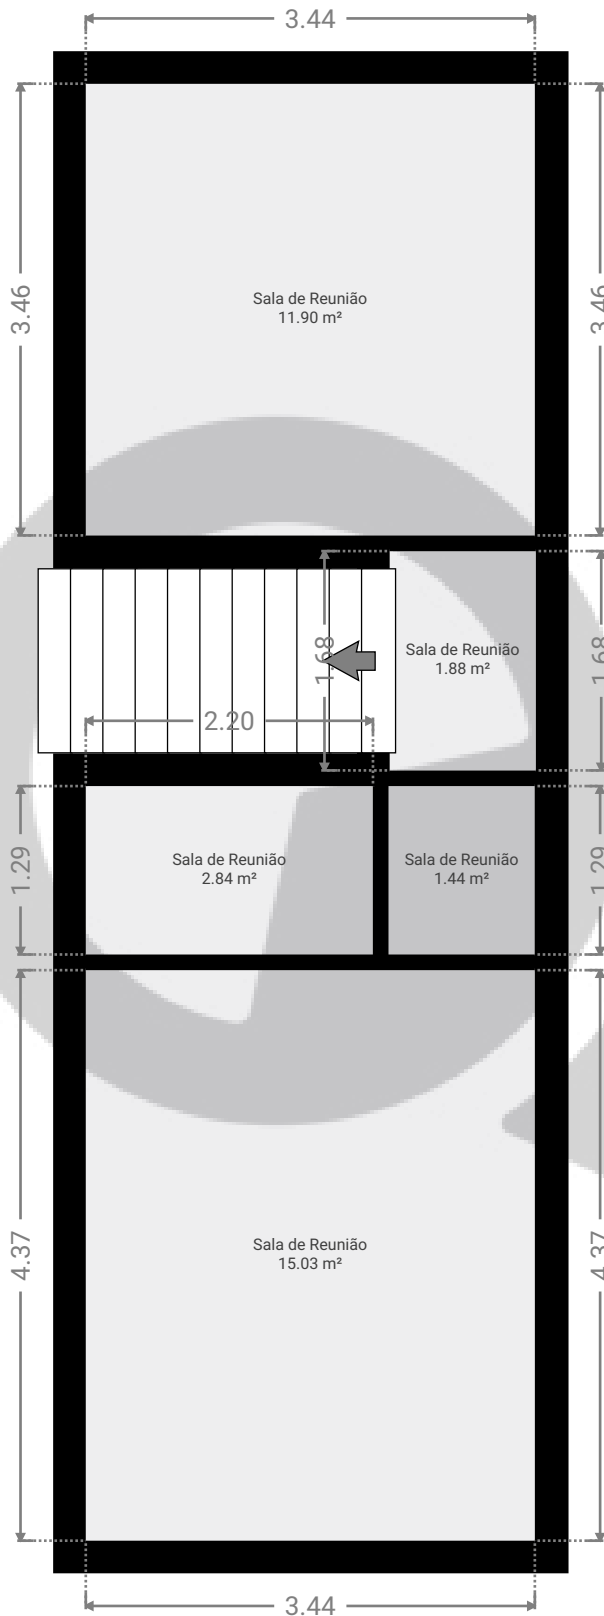 3.44
3.46
3.46
Sala de Reunião
11.90 m²
1.68
1.68
Sala de Reunião
1.88 m²
2.20
1.29
Sala de Reunião
2.84 m²
Sala de Reunião
1.44 m²
1.29
4.37
Sala de Reunião
15.03 m²
4.37
3.44